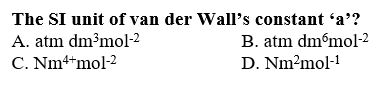 The SI unit of van der Wall’s constant ‘a’?
A. atm dm³mol⁻² B. atm dm⁶mol⁻²
C. Nm⁴⁺mol⁻² D. Nm²mol⁻¹